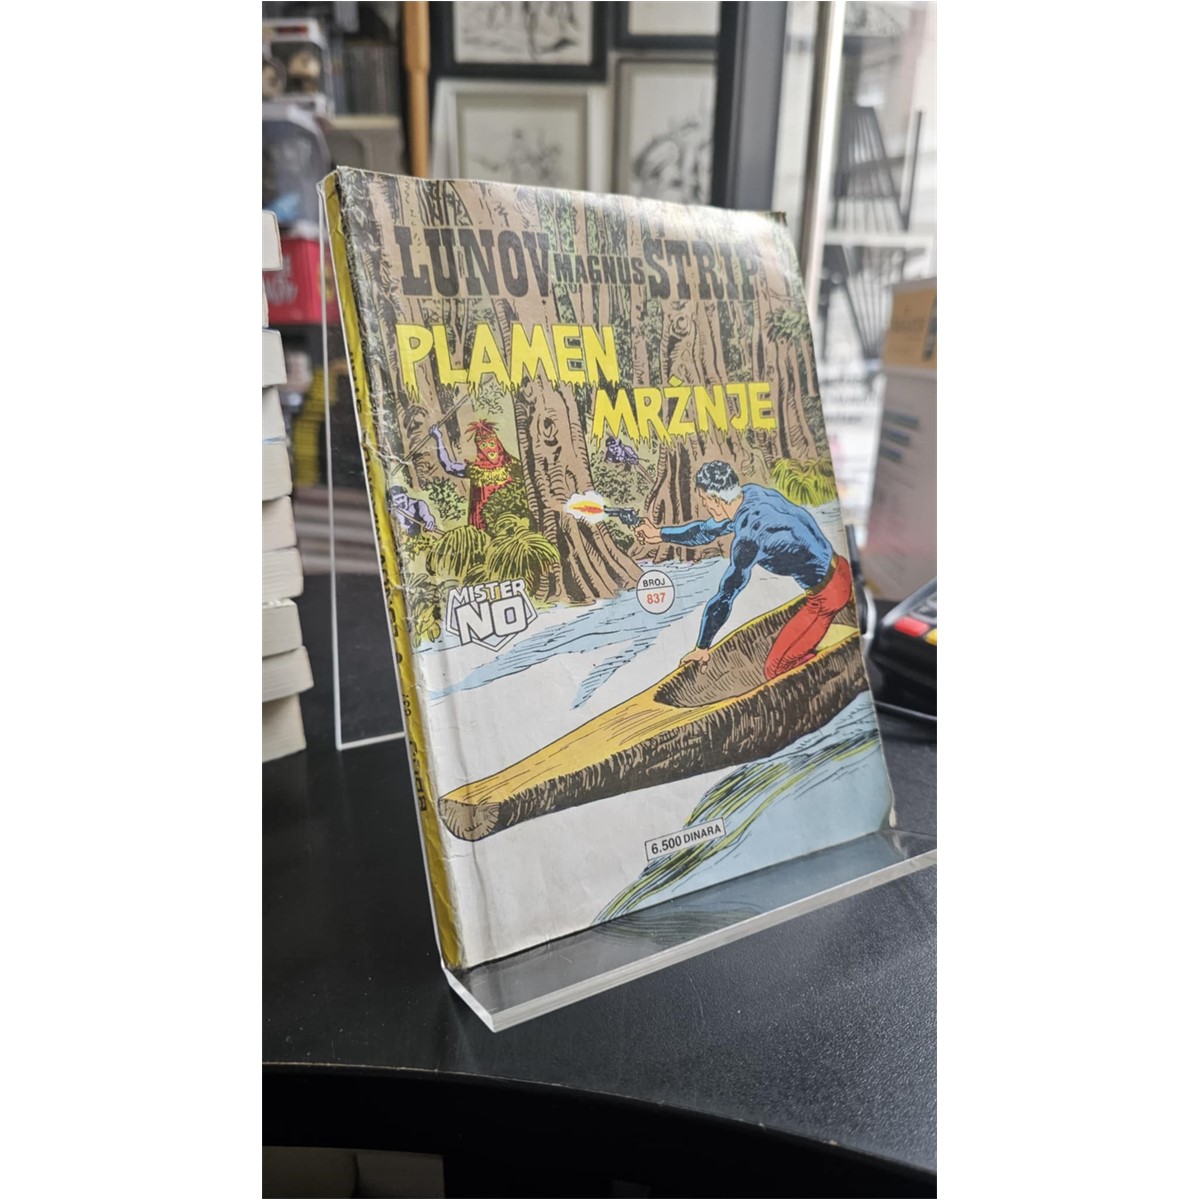 LUNOV MAGNUS STRIP
PLAMEN
MRŽNJE
MISTER
NO
BROJ
837
6.500 DINARA